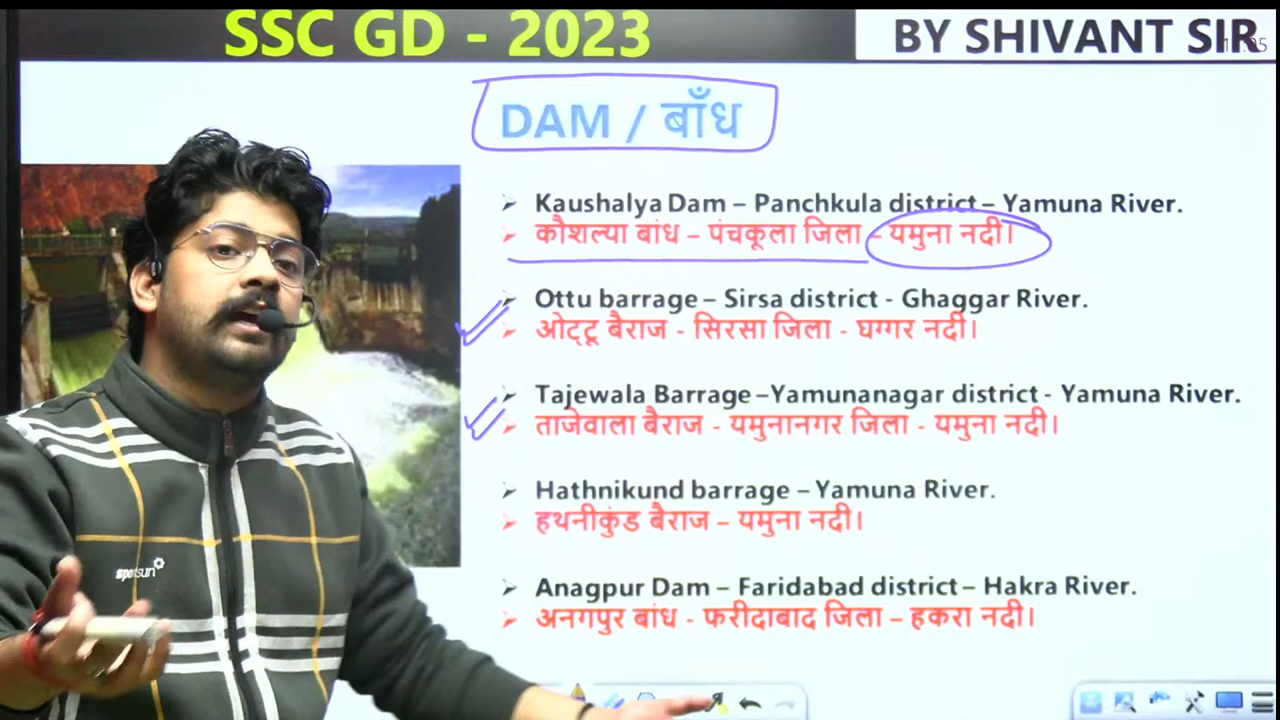 SSC GD - 2023
BY SHIVANT SIR
DAM / बाँध
Kaushalya Dam – Panchkula district – Yamuna River.
कौशल्या बांध – पंचकूला जिला - यमुना नदी।
Ottu barrage – Sirsa district - Ghaggar River.
ओट्टू बैराज - सिरसा जिला - घग्गर नदी।
Tajewala Barrage –Yamunanagar district - Yamuna River.
ताजेवाला बैराज - यमुनानगर जिला - यमुना नदी।
Hathnikund barrage – Yamuna River.
हथनीकुंड बैराज – यमुना नदी।
Anagpur Dam – Faridabad district – Hakra River.
अनगपुर बांध - फरीदाबाद जिला – हकरा नदी।